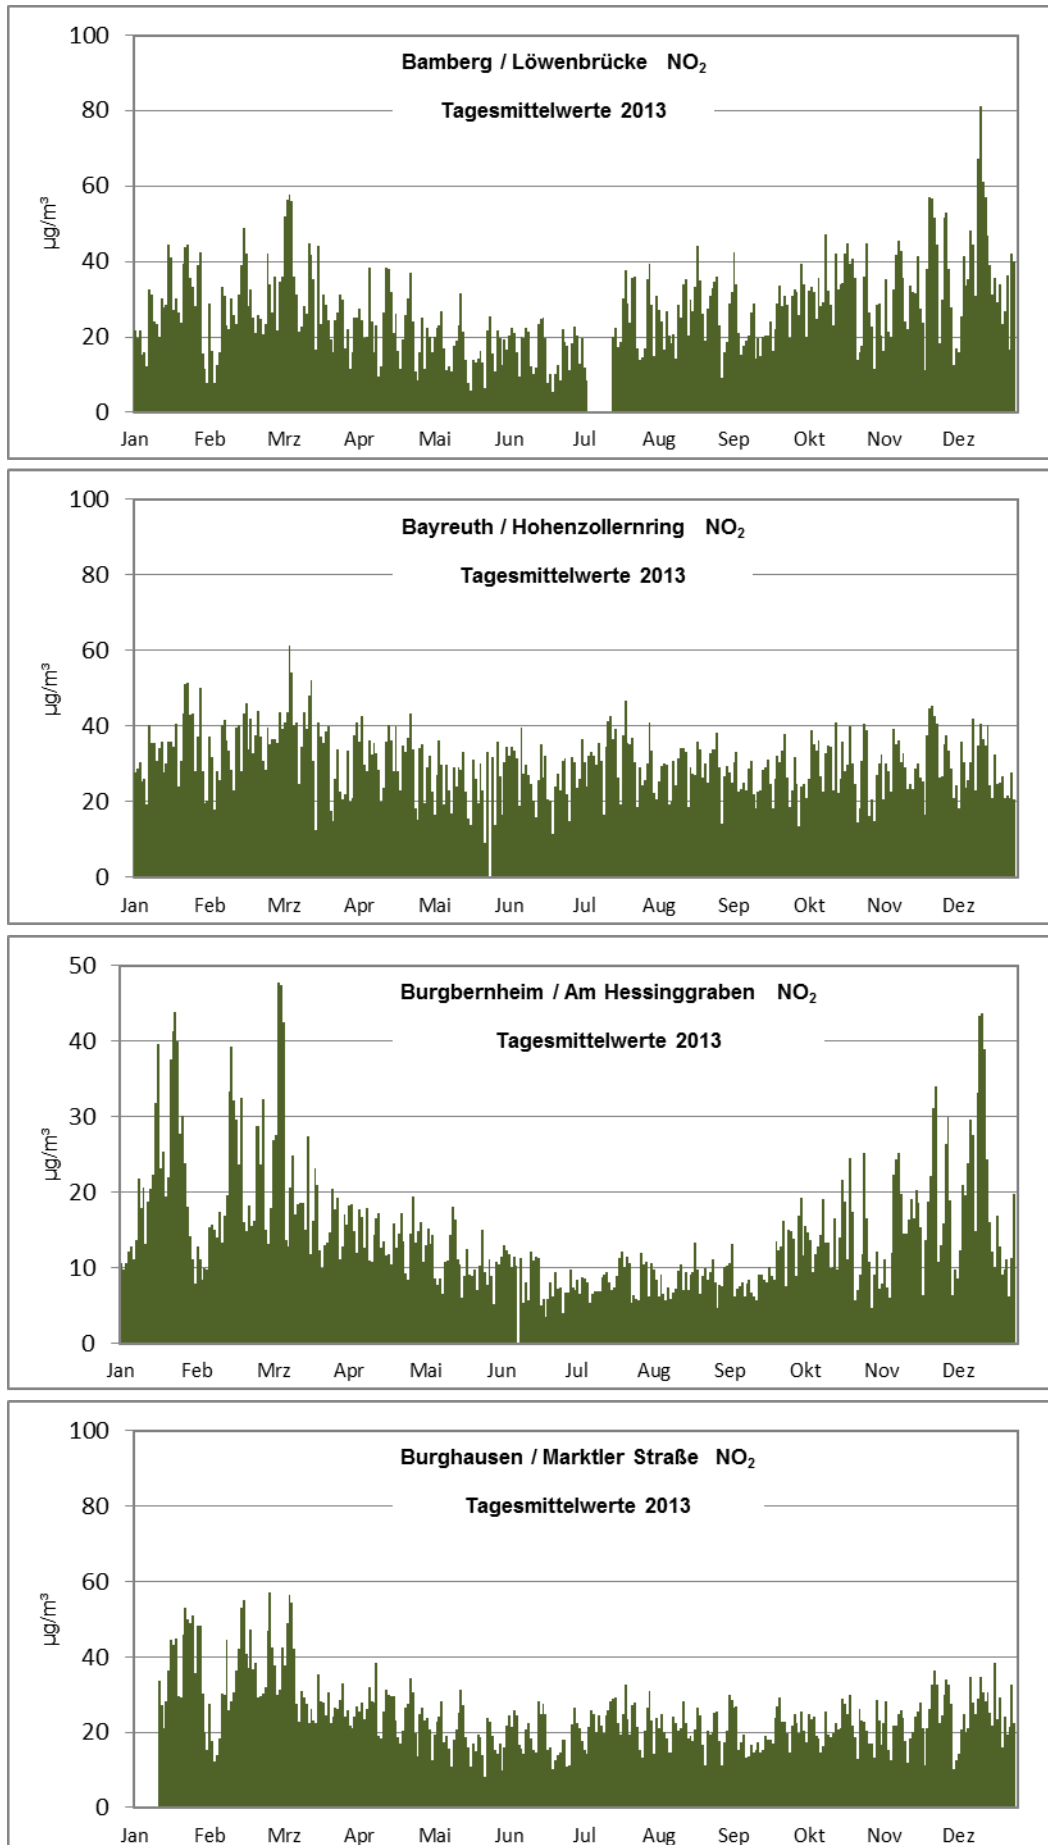 Bamberg / Löwenbrücke NO₂
Tagesmittelwerte 2013
µg/m³
100
80
60
40
20
0
Jan Feb Mrz Apr Mai Jun Jul Aug Sep Okt Nov Dez
Bayreuth / Hohenzollernring NO₂
Tagesmittelwerte 2013
µg/m³
100
80
60
40
20
0
Jan Feb Mrz Apr Mai Jun Jul Aug Sep Okt Nov Dez
Burgbernheim / Am Hessinggraben NO₂
Tagesmittelwerte 2013
µg/m³
50
40
30
20
10
0
Jan Feb Mrz Apr Mai Jun Jul Aug Sep Okt Nov Dez
Burghausen / Marktler Straße NO₂
Tagesmittelwerte 2013
µg/m³
100
80
60
40
20
0
Jan Feb Mrz Apr Mai Jun Jul Aug Sep Okt Nov Dez